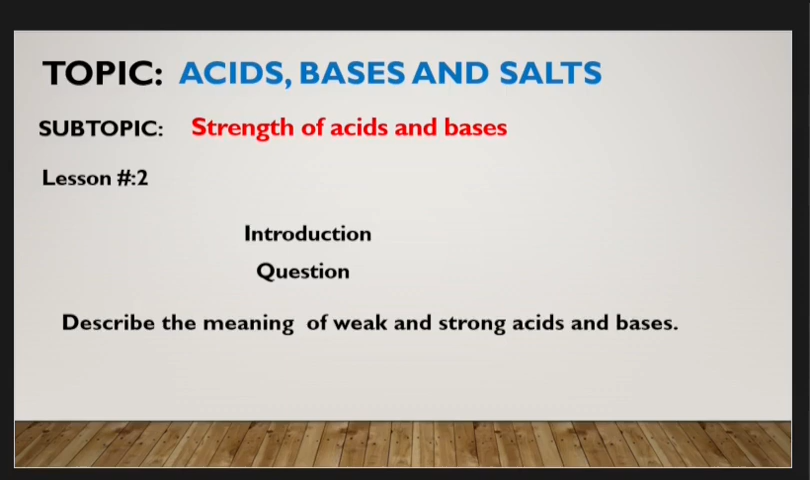 TOPIC: ACIDS, BASES AND SALTS
SUBTOPIC: Strength of acids and bases
Lesson #:2
Introduction
Question
Describe the meaning of weak and strong acids and bases.